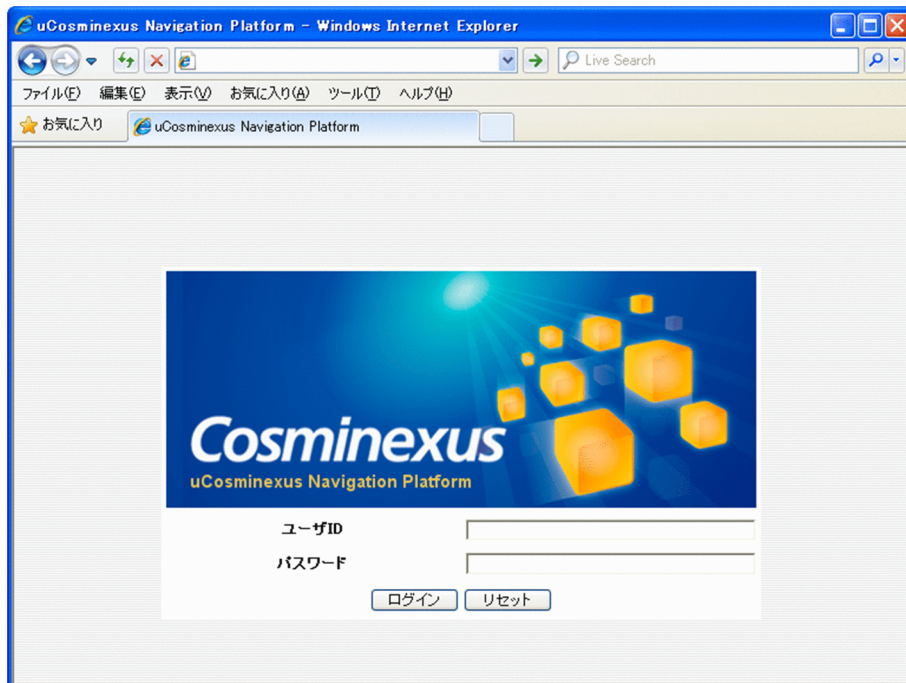 uCosminexus Navigation Platform - Windows Internet Explorer
Live Search
ファイル(F) 編集(E) 表示(V) お気に入り(A) ツール(T) ヘルプ(H)
お気に入り uCosminexus Navigation Platform
Cosminexus
uCosminexus Navigation Platform
ユーザID
パスワード
ログイン リセット